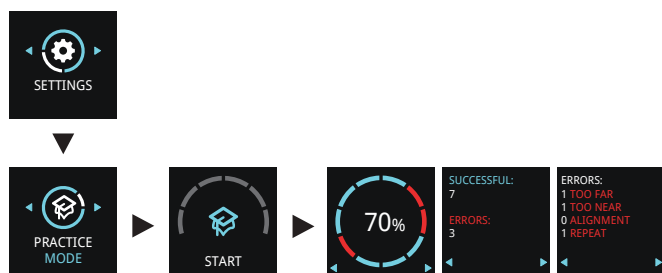 SETTINGS
PRACTICE
MODE
START
70%
SUCCESSFUL:
7
ERRORS:
3
ERRORS:
1 TOO FAR
1 TOO NEAR
0 ALIGNMENT
1 REPEAT